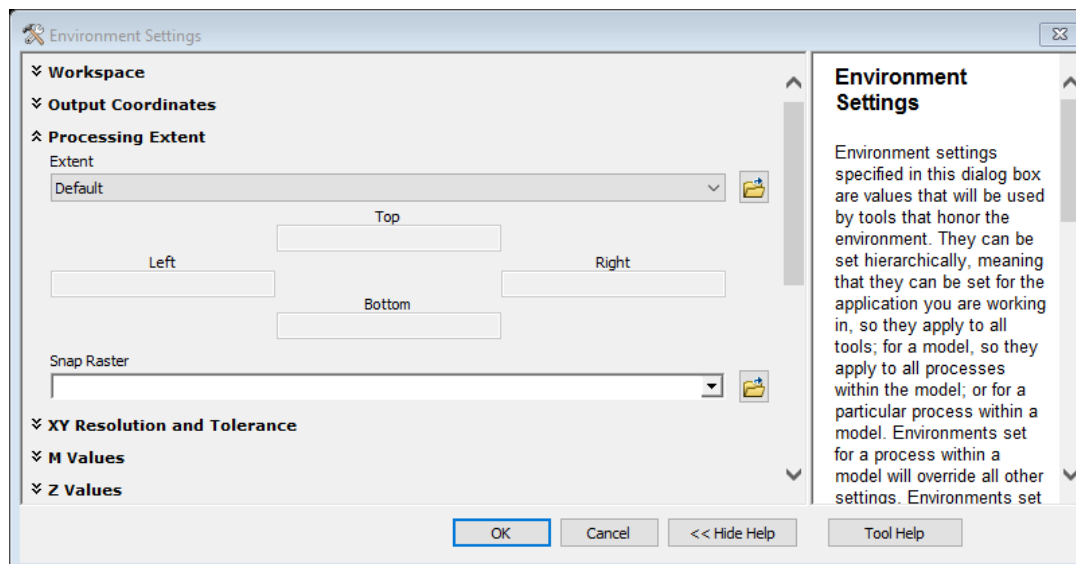 Environment Settings
Workspace
Output Coordinates
Processing Extent
Extent
Default
Top
Left
Right
Bottom
Snap Raster
XY Resolution and Tolerance
M Values
Z Values
Environment
Settings
Environment settings
specified in this dialog box
are values that will be used
by tools that honor the
environment. They can be
set hierarchically, meaning
that they can be set for the
application you are working
in, so they apply to all
tools; for a model, so they
apply to all processes
within the model; or for a
particular process within a
model. Environments set
for a process within a
model will override all other
settings. Environments set
OK
Cancel
<< Hide Help
Tool Help